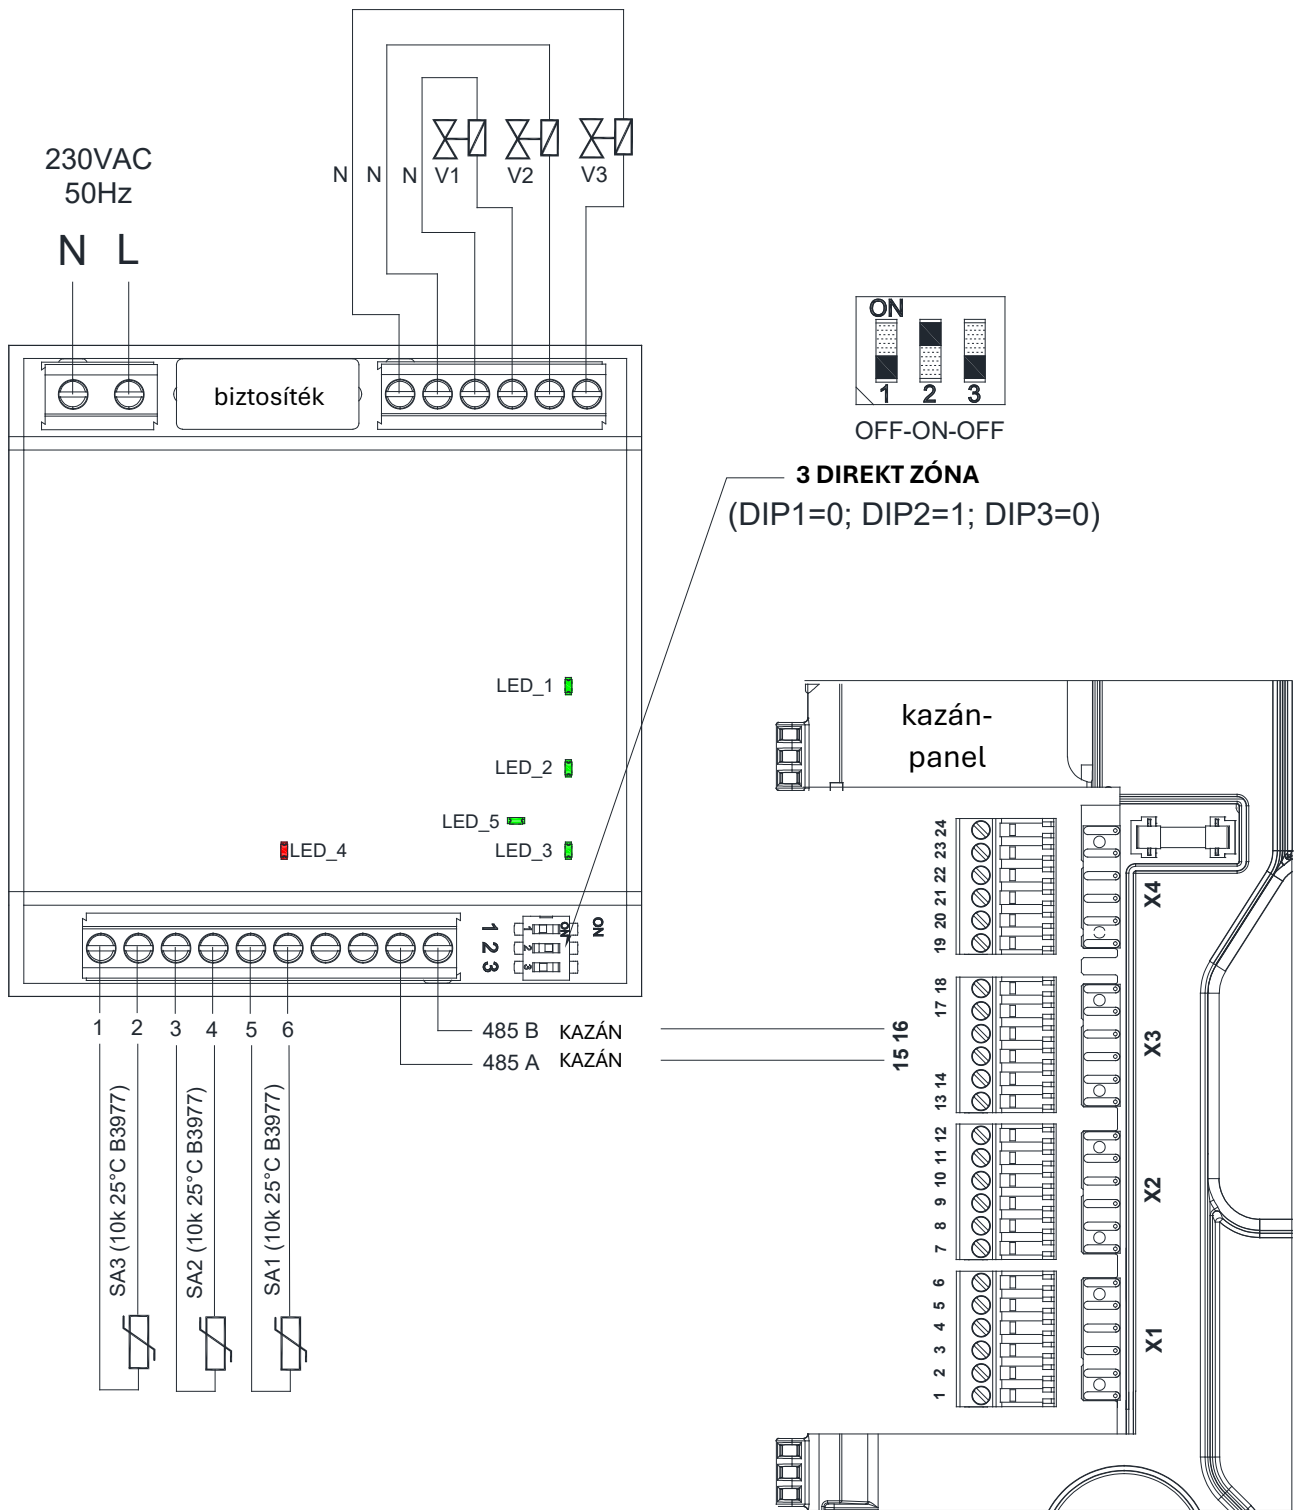 230VAC
50Hz
N L
N N N V1 V2 V3
biztosíték
ON
1 2 3
OFF-ON-OFF
3 DIREKT ZÓNA
(DIP1=0; DIP2=1; DIP3=0)
LED_1
LED_2
LED_5
LED_4 LED_3
1 2 3
ON
1 2 3
ON
1 2 3 4 5 6
485 B KAZÁN
485 A KAZÁN
SA3 (10k 25°C B3977)
SA2 (10k 25°C B3977)
SA1 (10k 25°C B3977)
kazán-
panel
19 20 21 22 23 24
X4
13 14 15 16 17 18
X3
7 8 9 10 11 12
X2
1 2 3 4 5 6
X1